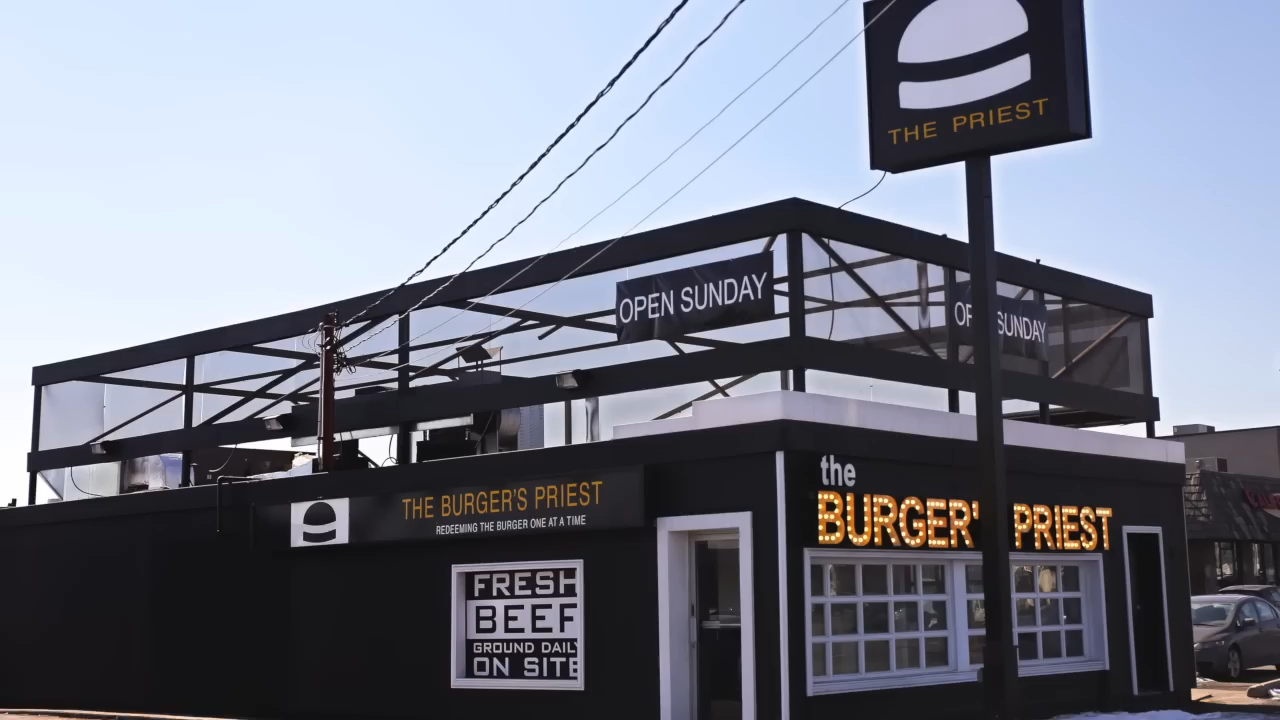 THE PRIEST
OPEN SUNDAY
SUNDAY
THE BURGER'S PRIEST
REDEEMING THE BURGER ONE AT A TIME
the
BURGER' PRIEST
FRESH
BEEF
GROUND DAILY
ON SITE